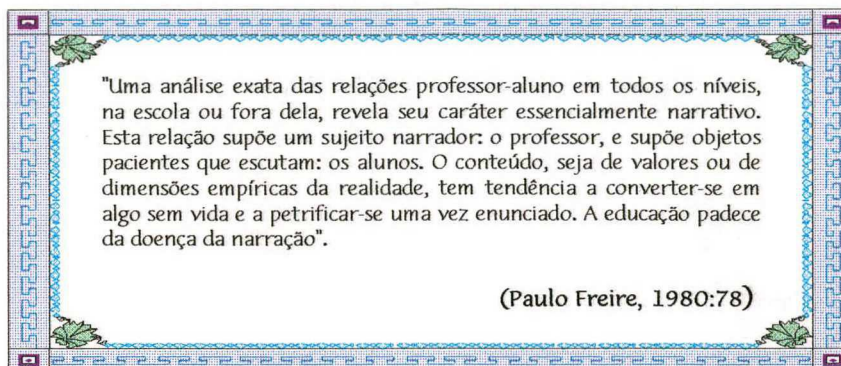 "Uma análise exata das relações professor-aluno em todos os níveis,
na escola ou fora dela, revela seu caráter essencialmente narrativo.
Esta relação supõe um sujeito narrador: o professor, e supõe objetos
pacientes que escutam: os alunos. O conteúdo, seja de valores ou de
dimensões empíricas da realidade, tem tendência a converter-se em
algo sem vida e a petrificar-se uma vez enunciado. A educação padece
da doença da narração".
(Paulo Freire, 1980:78)